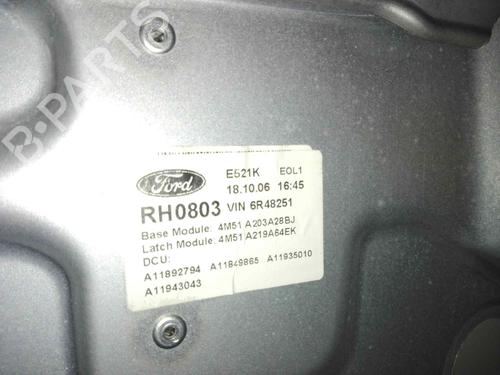 B-PARTS
Ford
E521K EOL1
18.10.06 16:45
RH0803 VIN 6R48251
Base Module: 4M51 A203A28BJ
Latch Module: 4M51 A219A64EK
DCU:
A11892794 A11849865 A11935010
A11943043